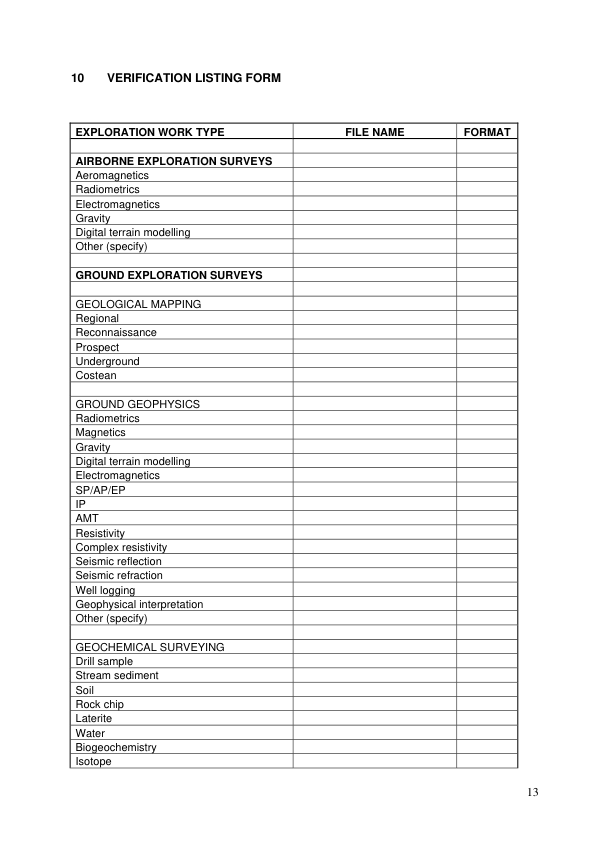 10 VERIFICATION LISTING FORM
EXPLORATION WORK TYPE FILE NAME FORMAT
AIRBORNE EXPLORATION SURVEYS
Aeromagnetics
Radiometrics
Electromagnetics
Gravity
Digital terrain modelling
Other (specify)
GROUND EXPLORATION SURVEYS
GEOLOGICAL MAPPING
Regional
Reconnaissance
Prospect
Underground
Costean
GROUND GEOPHYSICS
Radiometrics
Magnetics
Gravity
Digital terrain modelling
Electromagnetics
SP/AP/EP
IP
AMT
Resistivity
Complex resistivity
Seismic reflection
Seismic refraction
Well logging
Geophysical interpretation
Other (specify)
GEOCHEMICAL SURVEYING
Drill sample
Stream sediment
Soil
Rock chip
Laterite
Water
Biogeochemistry
Isotope
13